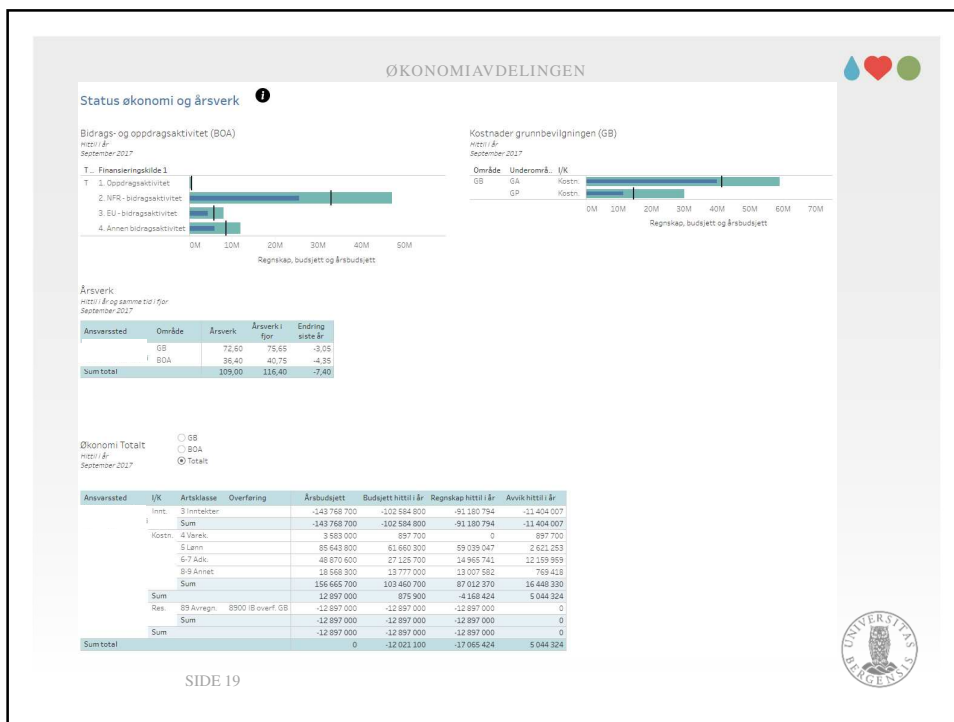 ØKONOMIAVDELINGEN
Status økonomi og årsverk i
Bidrags- og oppdragsaktivitet (BOA)
Hittil i år
September 2017
T... Finansieringskilde 1
T 1. Oppdragsaktivitet
2. NFR - bidragsaktivitet
3. EU - bidragsaktivitet
4. Annen bidragsaktivitet
0M 10M 20M 30M 40M 50M
Regnskap, budsjett og årsbudsjett
Kostnader grunnbevilgningen (GB)
Hittil i år
September 2017
Område Underområ.. I/K
GB GA Kostn.
GP Kostn.
0M 10M 20M 30M 40M 50M 60M 70M
Regnskap, budsjett og årsbudsjett
Årsverk
Hittil i år og samme tid i fjor
September 2017
Ansvarssted Område Årsverk Årsverk i fjor Endring siste år
GB 72,60 75,65 -3,05
BOA 36,40 40,75 -4,35
Sum total 109,00 116,40 -7,40
Økonomi Totalt
Hittil i år
September 2017
GB
BOA
Totalt
Ansvarssted I/K Artsklasse Overføring Årsbudsjett Budsjett hittil i år Regnskap hittil i år Avvik hittil i år
Innt. 3 Inntekter -143 768 700 -102 584 800 -91 180 794 -11 404 007
Sum -143 768 700 -102 584 800 -91 180 794 -11 404 007
Kostn. 4 Varek. 3 583 000 897 700 0 897 700
5 Lønn 85 643 800 61 660 300 59 039 047 2 621 253
6-7 Adk. 48 870 600 27 125 700 14 965 741 12 159 959
8-9 Annet 18 568 300 13 777 000 13 007 582 769 418
Sum 156 665 700 103 460 700 87 012 370 16 448 330
Sum 12 897 000 875 900 -4 168 424 5 044 324
Res. 89 Avregn. 8900 IB overf. GB -12 897 000 -12 897 000 -12 897 000 0
Sum -12 897 000 -12 897 000 -12 897 000 0
Sum -12 897 000 -12 897 000 -12 897 000 0
Sum total 0 -12 021 100 -17 065 424 5 044 324
SIDE 19
UNIVERSITAS BERGENSIS